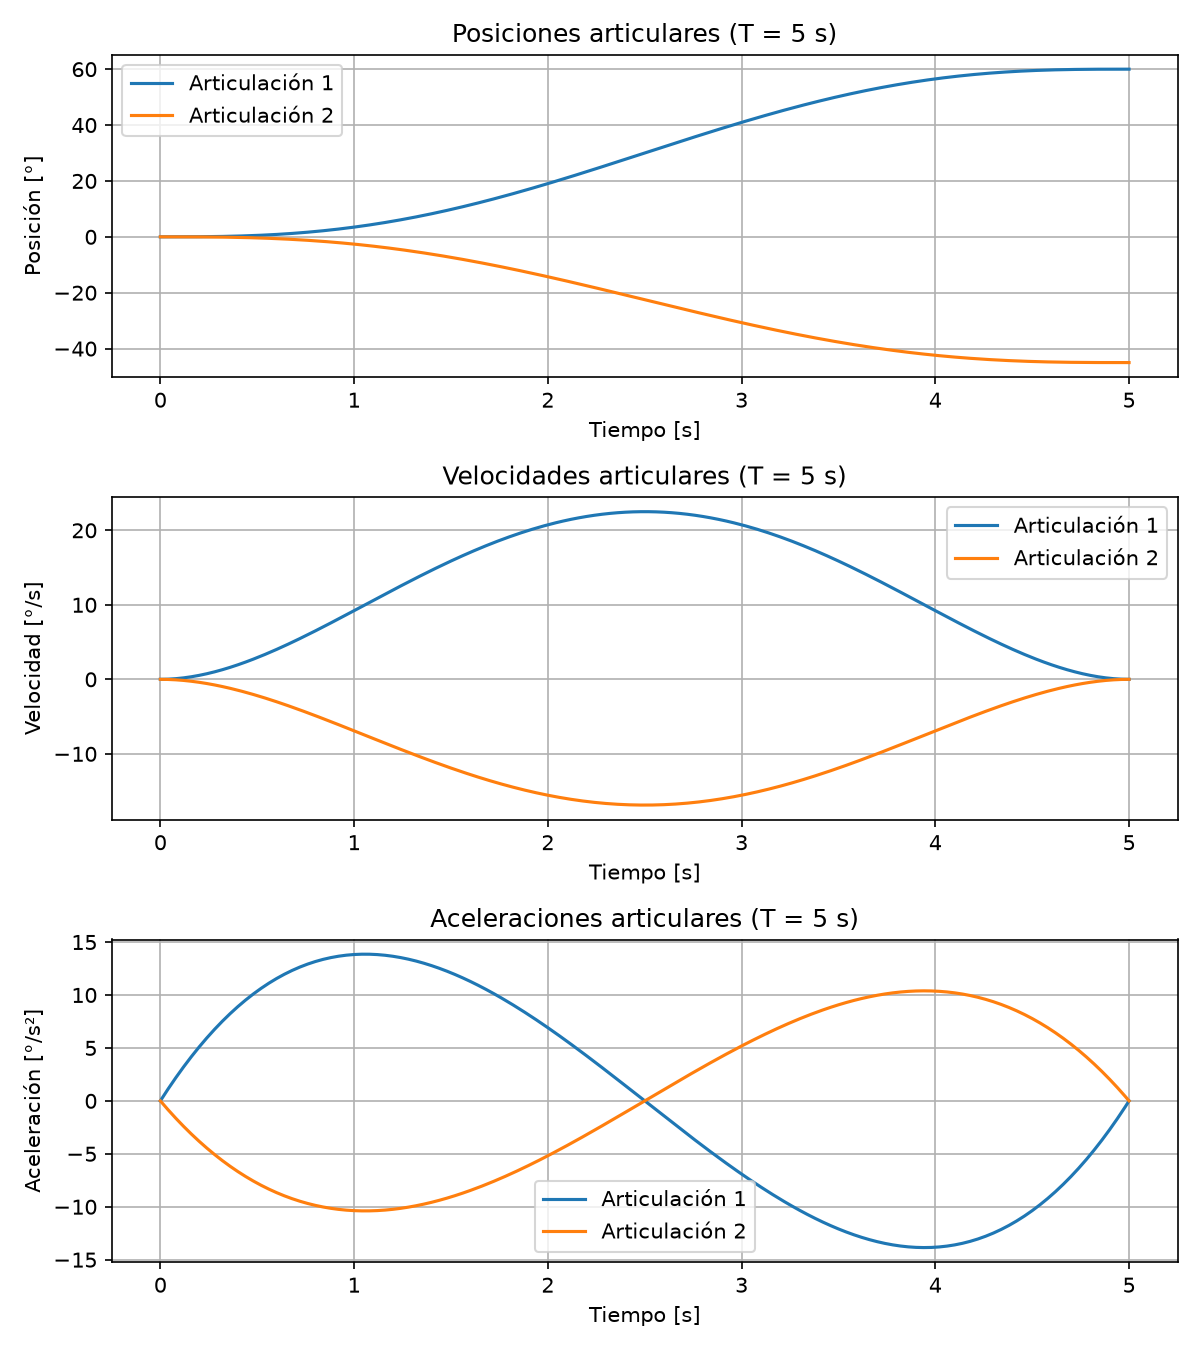 Posiciones articulares (T = 5 s)
Articulación 1
Articulación 2
Posición [°]
60
40
20
0
−20
−40
0 1 2 3 4 5
Tiempo [s]
Velocidades articulares (T = 5 s)
Articulación 1
Articulación 2
Velocidad [°/s]
20
10
0
−10
0 1 2 3 4 5
Tiempo [s]
Aceleraciones articulares (T = 5 s)
Aceleración [°/s²]
15
10
5
0
−5
−10
−15
Articulación 1
Articulación 2
0 1 2 3 4 5
Tiempo [s]